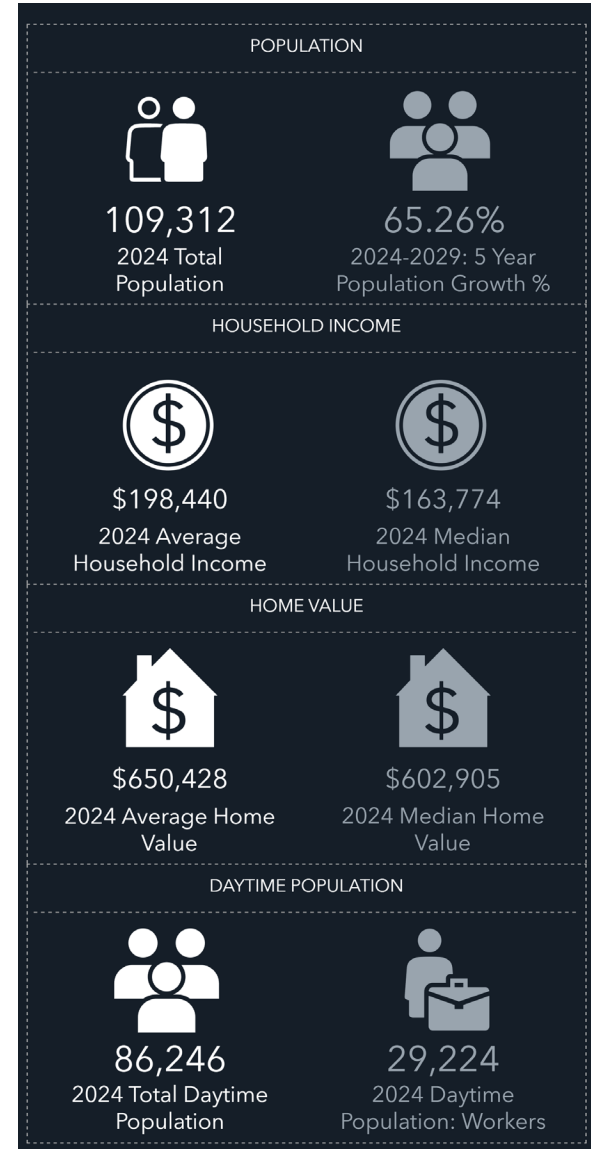 POPULATION
109,312
2024 Total
Population
65.26%
2024-2029: 5 Year
Population Growth %
HOUSEHOLD INCOME
$
$198,440
2024 Average
Household Income
$
$163,774
2024 Median
Household Income
HOME VALUE
$
$650,428
2024 Average Home
Value
$
$602,905
2024 Median Home
Value
DAYTIME POPULATION
86,246
2024 Total Daytime
Population
29,224
2024 Daytime
Population: Workers